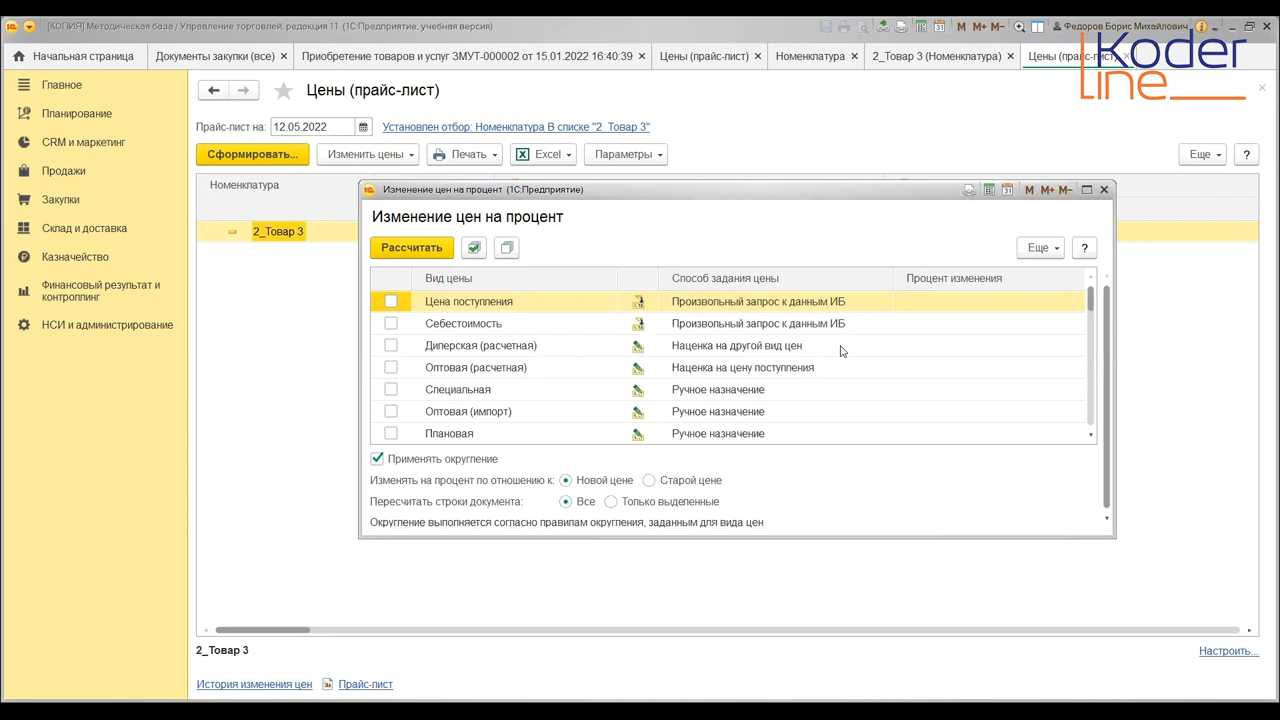 [КОПИЯ] Методическая база / Управление торговлей, редакция 11. (1С:Предприятие, учебная версия)
M M+ M-
Федоров Борис Михайлович
Koder
line
Начальная страница
Документы закупки (все)
Приобретение товаров и услуг ЗМУТ-000002 от 15.01.2022 16:40:39
Цены (прайс-лист)
Номенклатура
2_Товар 3 (Номенклатура)
Цены (прайс-лист)
Главное
Планирование
CRM и маркетинг
Продажи
Закупки
Склад и доставка
Казначейство
Финансовый результат и
контроллинг
НСИ и администрирование
Цены (прайс-лист)
Прайс-лист на: 12.05.2022 Установлен отбор: Номенклатура В списке "2_Товар 3"
Сформировать... Изменить цены Печать Excel Параметры Еще ?
Номенклатура
2_Товар 3
Изменение цен на процент (1С:Предприятие) M M+ M-
Изменение цен на процент
Рассчитать Еще ?
Вид цены Способ задания цены Процент изменения
Цена поступления Произвольный запрос к данным ИБ
Себестоимость Произвольный запрос к данным ИБ
Диперская (расчетная) Наценка на другой вид цен
Оптовая (расчетная) Наценка на цену поступления
Специальная Ручное назначение
Оптовая (импорт) Ручное назначение
Плановая Ручное назначение
Применять округление
Изменять на процент по отношению к: Новой цене Старой цене
Пересчитать строки документа: Все Только выделенные
Округление выполняется согласно правилам округления, заданным для вида цен
2_Товар 3
Настроить...
История изменения цен Прайс-лист